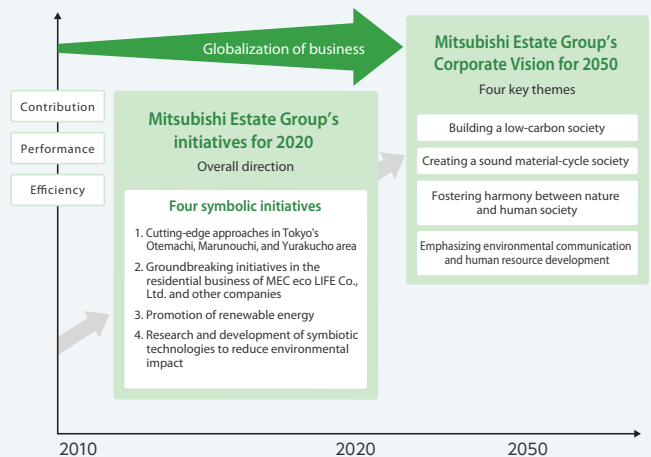 Globalization of business
Contribution
Performance
Efficiency
Mitsubishi Estate Group's
initiatives for 2020
Overall direction
Four symbolic initiatives
1. Cutting-edge approaches in Tokyo's
Otemachi, Marunouchi, and Yurakucho area
2. Groundbreaking initiatives in the
residential business of MEC eco LIFE Co.,
Ltd. and other companies
3. Promotion of renewable energy
4. Research and development of symbiotic
technologies to reduce environmental
impact
Mitsubishi Estate Group's
Corporate Vision for 2050
Four key themes
Building a low-carbon society
Creating a sound material-cycle society
Fostering harmony between nature
and human society
Emphasizing environmental communication
and human resource development
2010
2020
2050